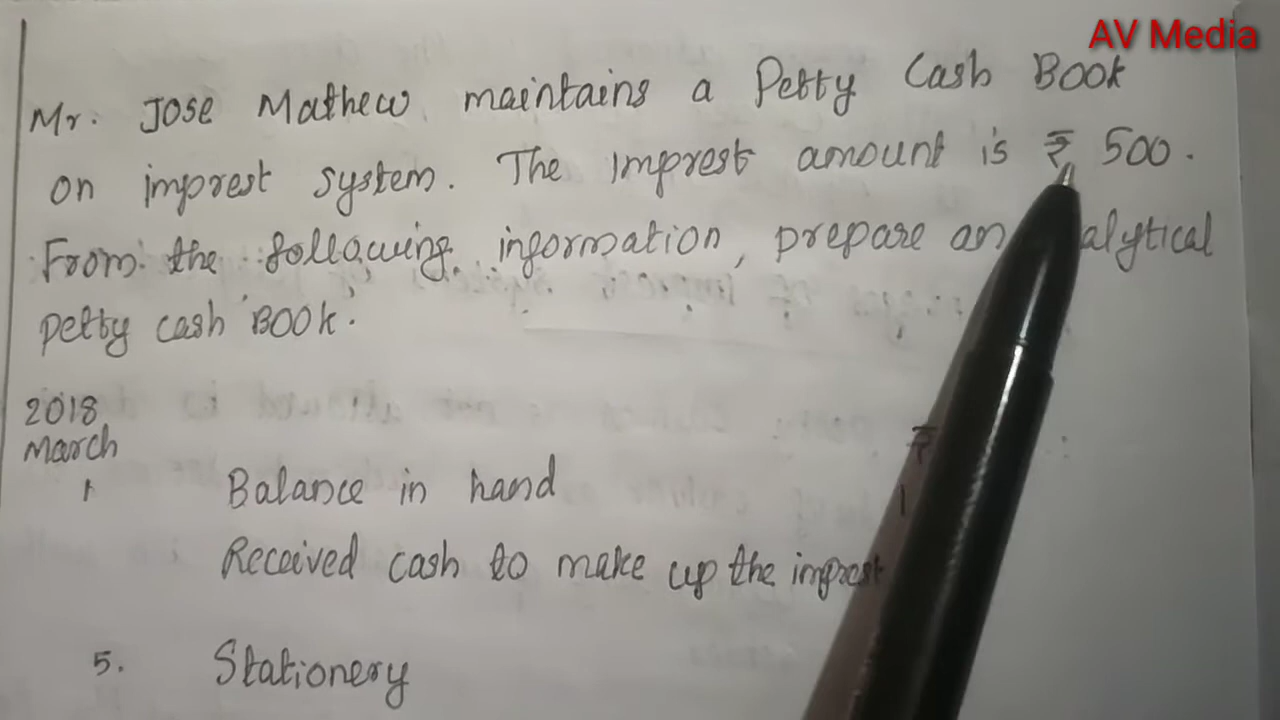 AV Media
Mr. Jose Mathew maintains a Petty Cash Book
on imprest system. The Imprest amount is ₹ 500.
From the following information, prepare an alytical
petty cash Book.
2018
March ₹
1 Balance in hand 1
Received cash to make up the imprest
5. Stationery